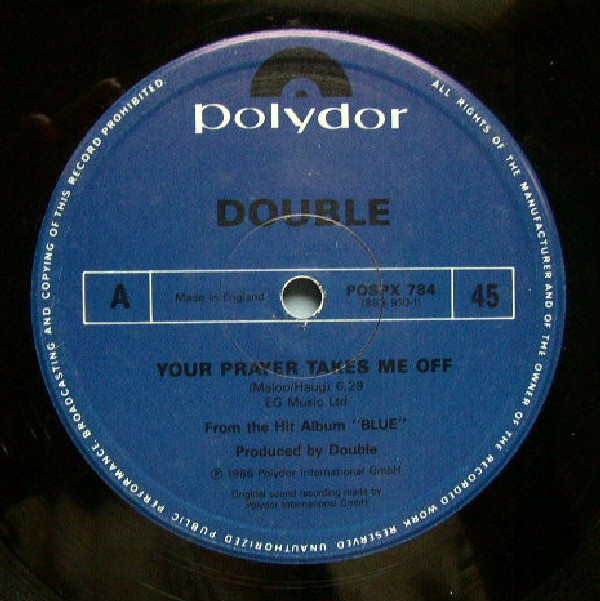 polydor
DOUBLE
A
Made in England
POSPX 784
45
YOUR PRAYER TAKES ME OFF
(Maloo/Haug) 6.29
EG Music Ltd
From the Hit Album "BLUE"
Produced by Double
℗ 1986 Polydor International GmbH
Original sound recording made by
Polydor International GmbH.
ALL RIGHTS OF THE MANUFACTURER AND OF THE OWNER OF THE RECORDED WORK RESERVED. UNAUTHORIZED PUBLIC PERFORMANCE BROADCASTING AND COPYING OF THIS RECORD PROHIBITED.